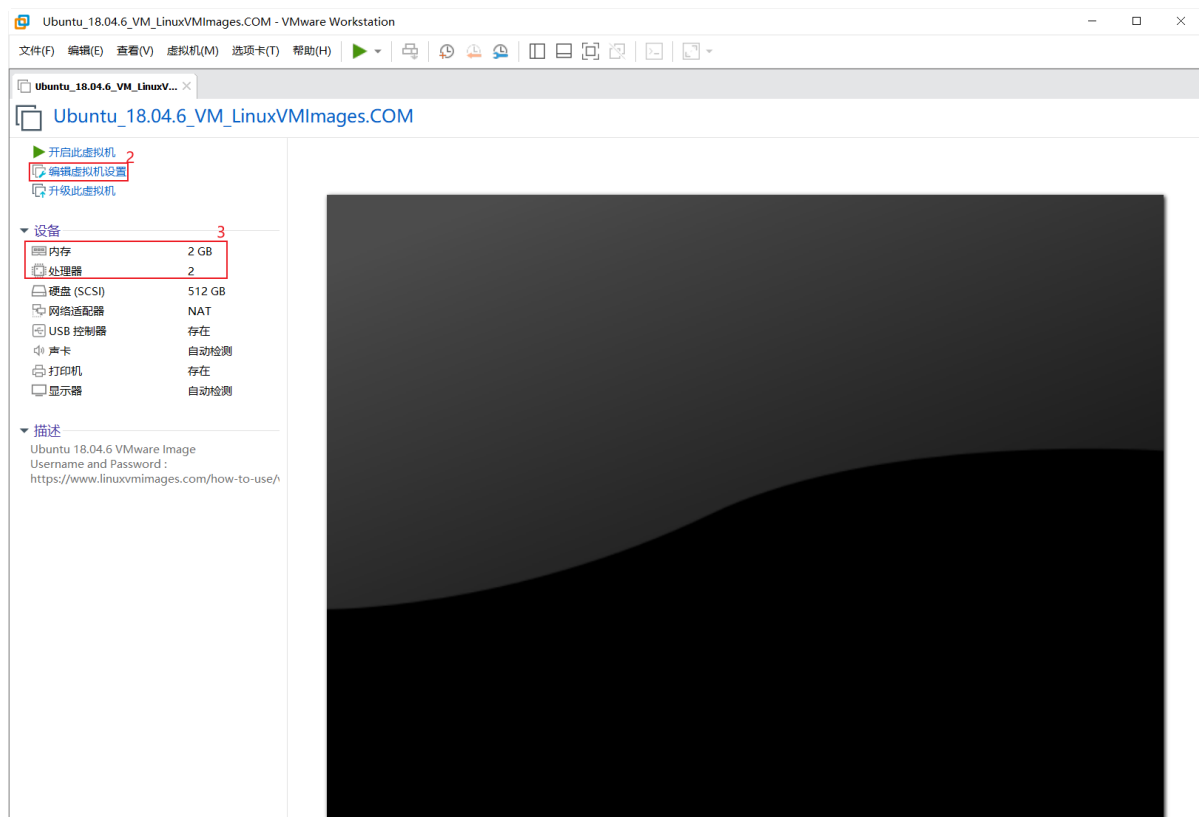 Ubuntu_18.04.6_VM_LinuxVMImages.COM - VMware Workstation
文件(F) 编辑(E) 查看(V) 虚拟机(M) 选项卡(T) 帮助(H)
Ubuntu_18.04.6_VM_LinuxV...
Ubuntu_18.04.6_VM_LinuxVMImages.COM
开启此虚拟机
2
编辑虚拟机设置
升级此虚拟机
设备 3
内存 2 GB
处理器 2
硬盘 (SCSI) 512 GB
网络适配器 NAT
USB 控制器 存在
声卡 自动检测
打印机 存在
显示器 自动检测
描述
Ubuntu 18.04.6 VMware Image
Username and Password :
https://www.linuxvmimages.com/how-to-use/